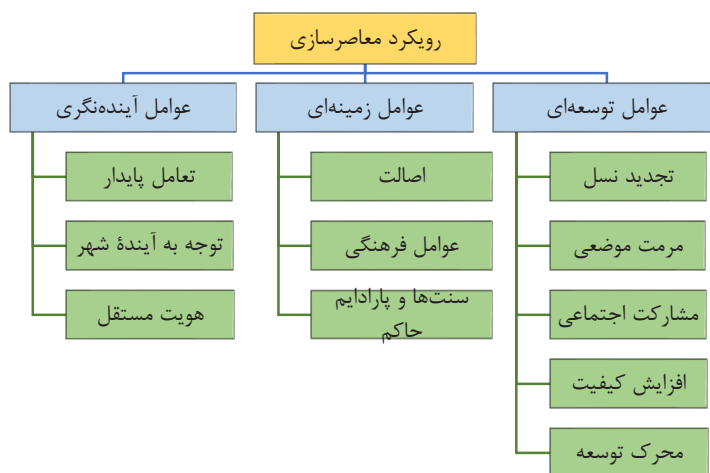 رویکرد معاصرسازی
عوامل توسعه‌ای
تجدید نسل
مرمت موضعی
مشارکت اجتماعی
افزایش کیفیت
محرک توسعه
عوامل زمینه‌ای
اصالت
عوامل فرهنگی
سنت‌ها و پارادایم
حاکم
عوامل آینده‌نگری
تعامل پایدار
توجه به آیندهٔ شهر
هویت مستقل